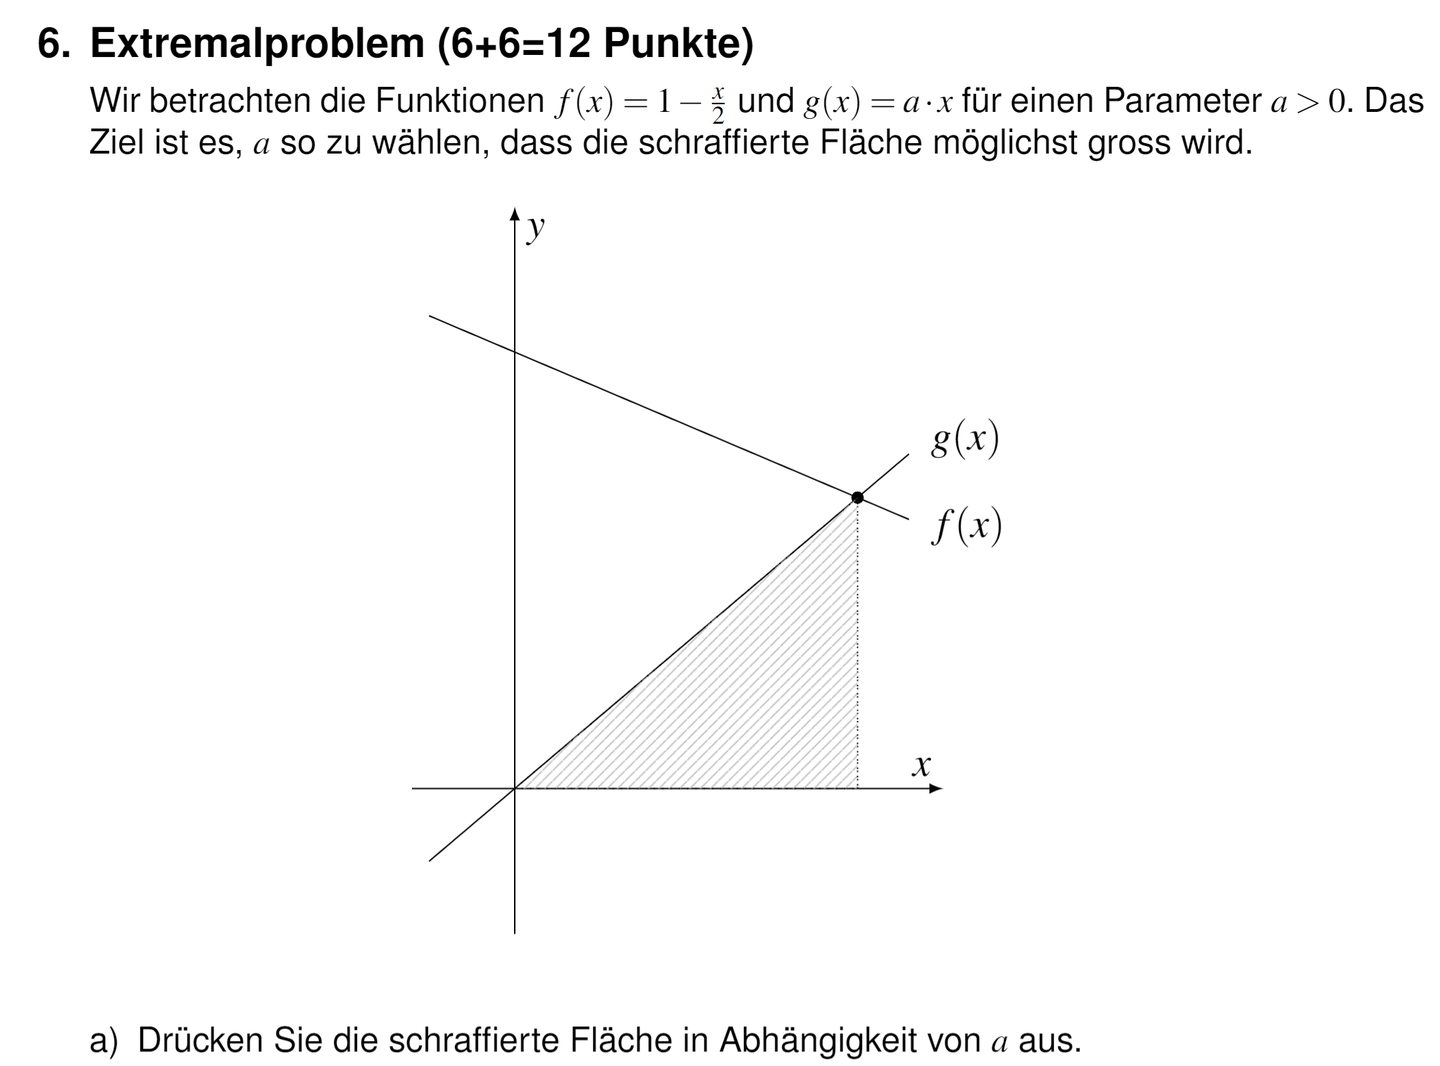 6. Extremalproblem (6+6=12 Punkte)
Wir betrachten die Funktionen f(x) = 1 − x/2 und g(x) = a · x für einen Parameter a > 0. Das
Ziel ist es, a so zu wählen, dass die schraffierte Fläche möglichst gross wird.
y
g(x)
f(x)
x
a) Drücken Sie die schraffierte Fläche in Abhängigkeit von a aus.